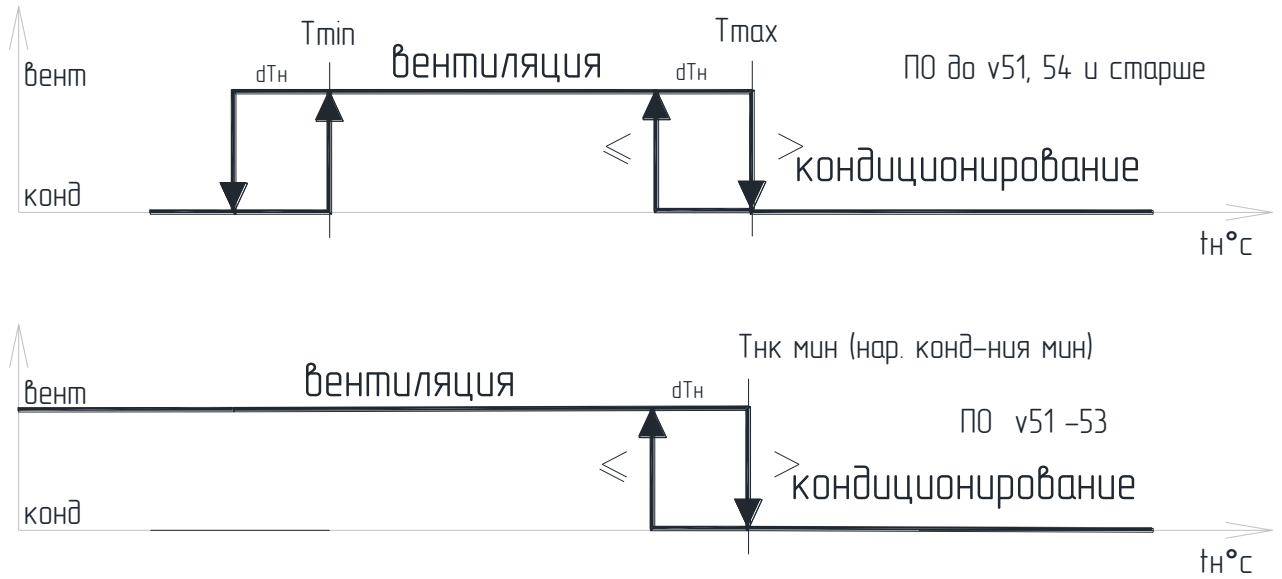 Tmin
Tmax
вент
dTн
вентиляция
dTн
ПО до v51, 54 и старше
⩽
>
кондиционирование
конд
tн°c
Тнк мин (нар. конд-ния мин)
вент
вентиляция
dTн
ПО v51 -53
⩽
>
кондиционирование
конд
tн°c